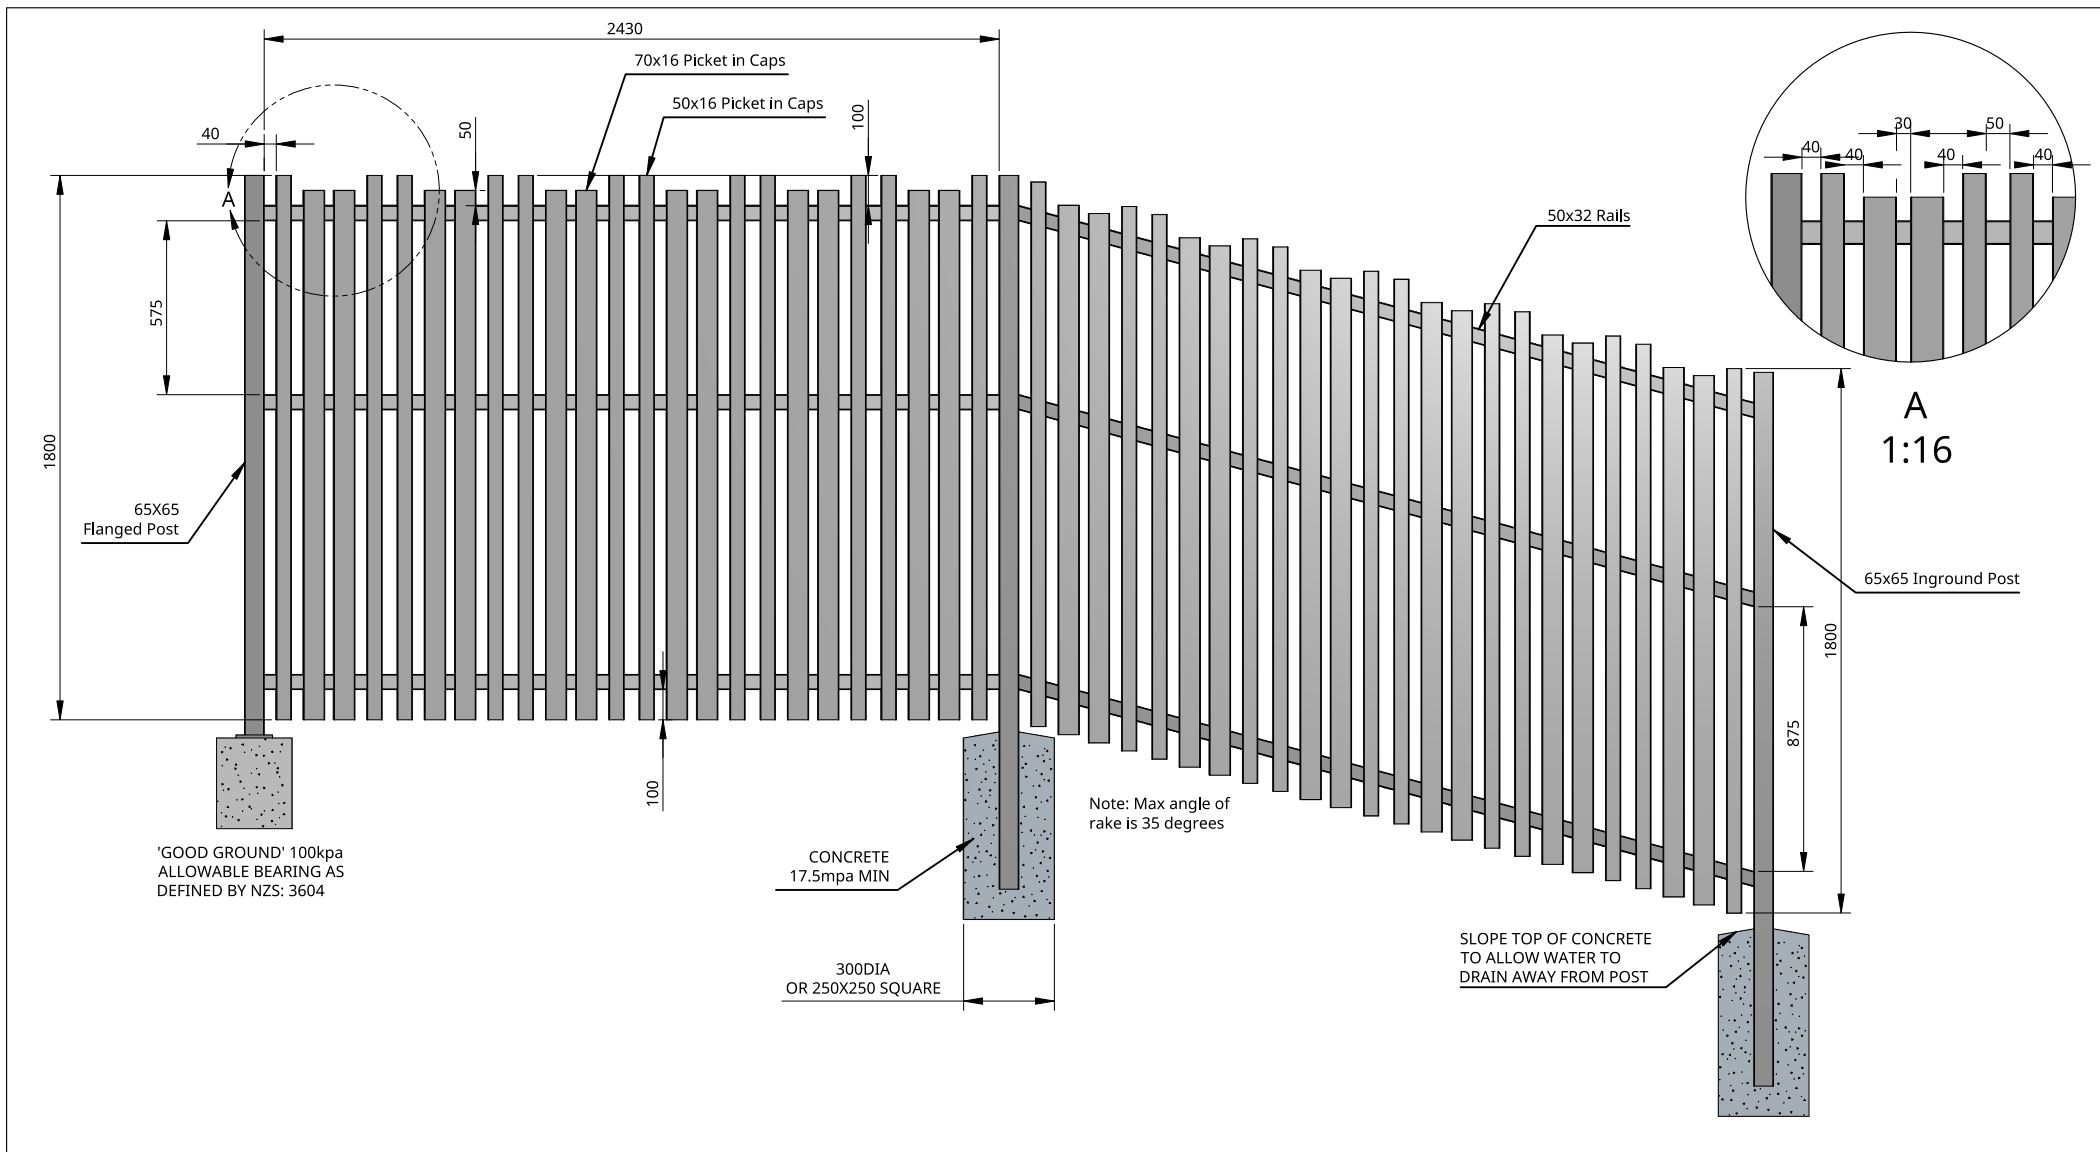 2430
70x16 Picket in Caps
50x16 Picket in Caps
40
50
100
A
575
1800
65X65
Flanged Post
100
'GOOD GROUND' 100kpa
ALLOWABLE BEARING AS
DEFINED BY NZS: 3604
CONCRETE
17.5mpa MIN
300DIA
OR 250X250 SQUARE
Note: Max angle of
rake is 35 degrees
50x32 Rails
30
50
40
40
40
40
A
1:16
65x65 Inground Post
1800
875
SLOPE TOP OF CONCRETE
TO ALLOW WATER TO
DRAIN AWAY FROM POST